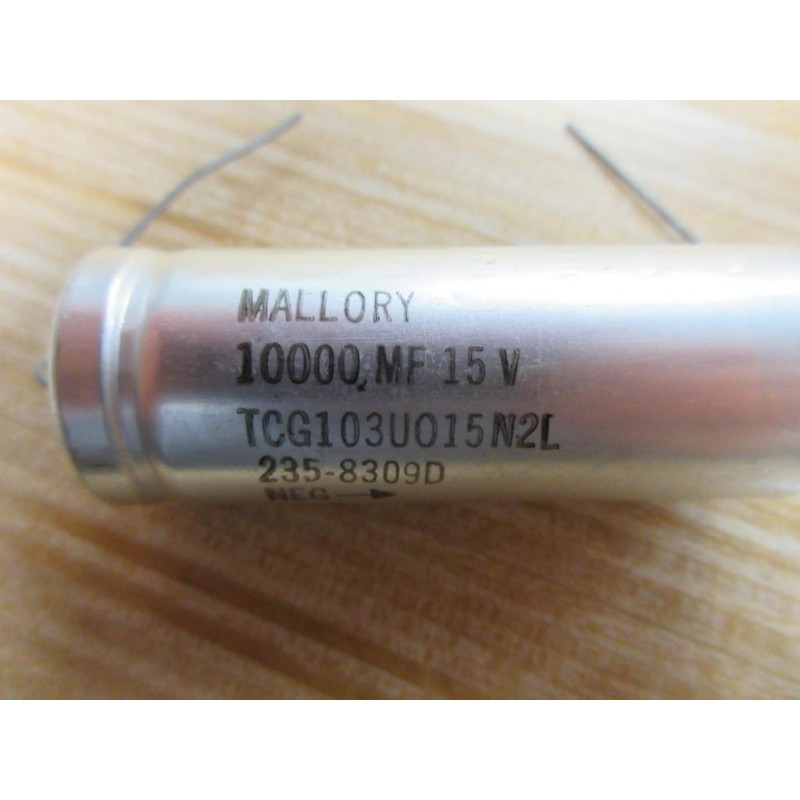 MALLORY
10000 MF 15 V
TCG103U015N2L
235-8309D
NEG →